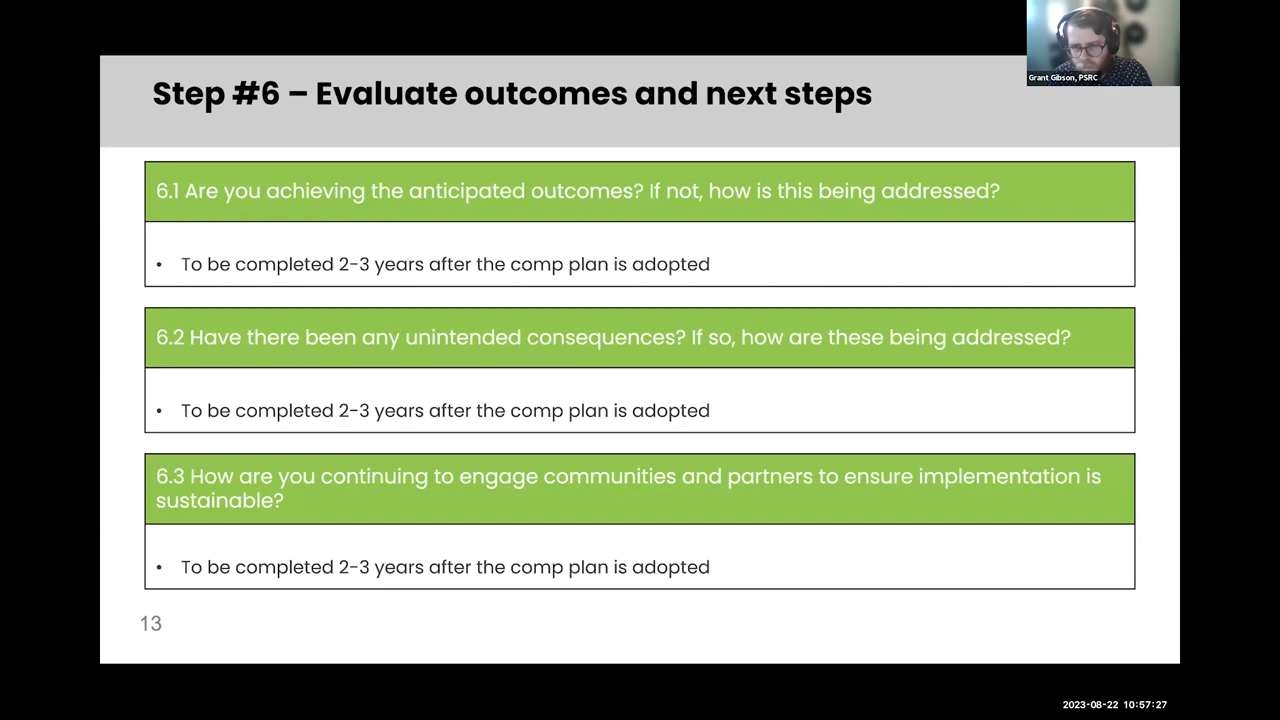 Step #6 – Evaluate outcomes and next steps
Grant Gibson, PSRC
6.1 Are you achieving the anticipated outcomes? If not, how is this being addressed?
• To be completed 2-3 years after the comp plan is adopted
6.2 Have there been any unintended consequences? If so, how are these being addressed?
• To be completed 2-3 years after the comp plan is adopted
6.3 How are you continuing to engage communities and partners to ensure implementation is
sustainable?
• To be completed 2-3 years after the comp plan is adopted
13
2023-08-22 10:57:27